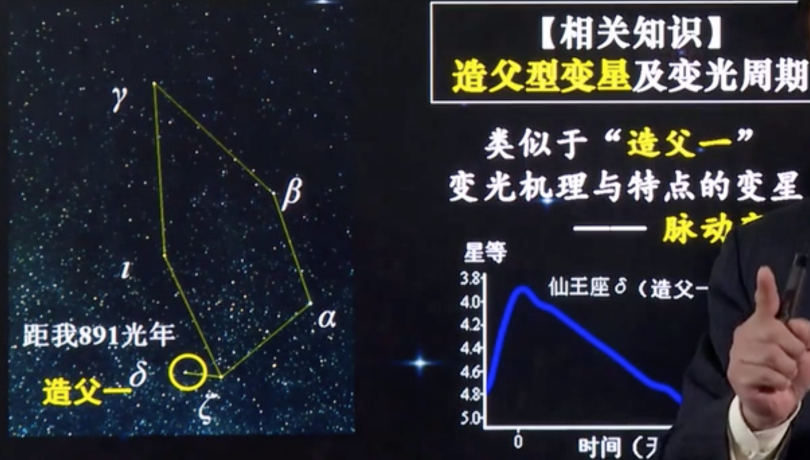 【相关知识】
造父型变星及变光周期
类似于“造父一”
变光机理与特点的变星
—— 脉动
星等
仙王座δ（造父一
3.8
4.0
4.2
4.4
4.6
4.8
5.0
0
时间（天
γ
β
ι
α
距我891光年
造父一
δ
ζ